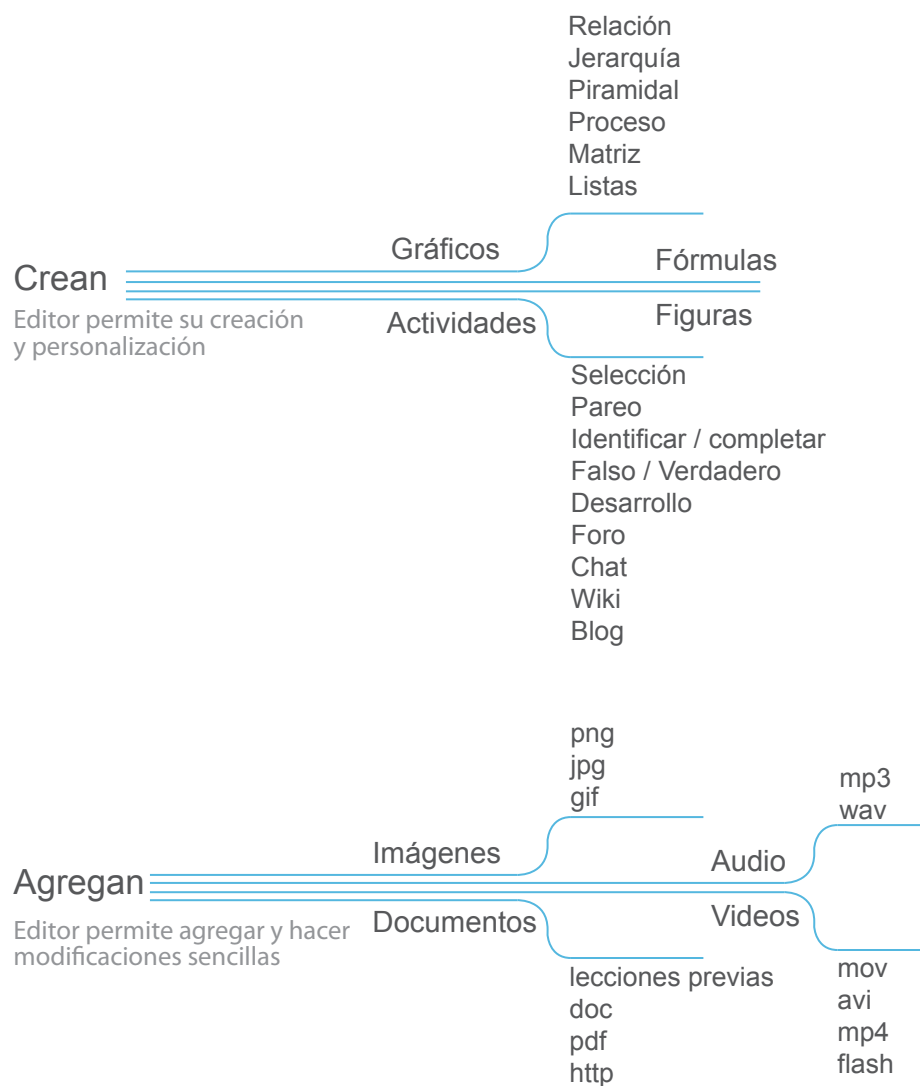 Relación
Jerarquía
Piramidal
Proceso
Matriz
Listas
Gráficos
Fórmulas
Crean
Editor permite su creación
y personalización
Actividades
Figuras
Selección
Pareo
Identificar / completar
Falso / Verdadero
Desarrollo
Foro
Chat
Wiki
Blog
png
jpg
gif
mp3
wav
Imágenes
Audio
Agregan
Editor permite agregar y hacer
modificaciones sencillas
Documentos
Videos
lecciones previas
doc
pdf
http
mov
avi
mp4
flash